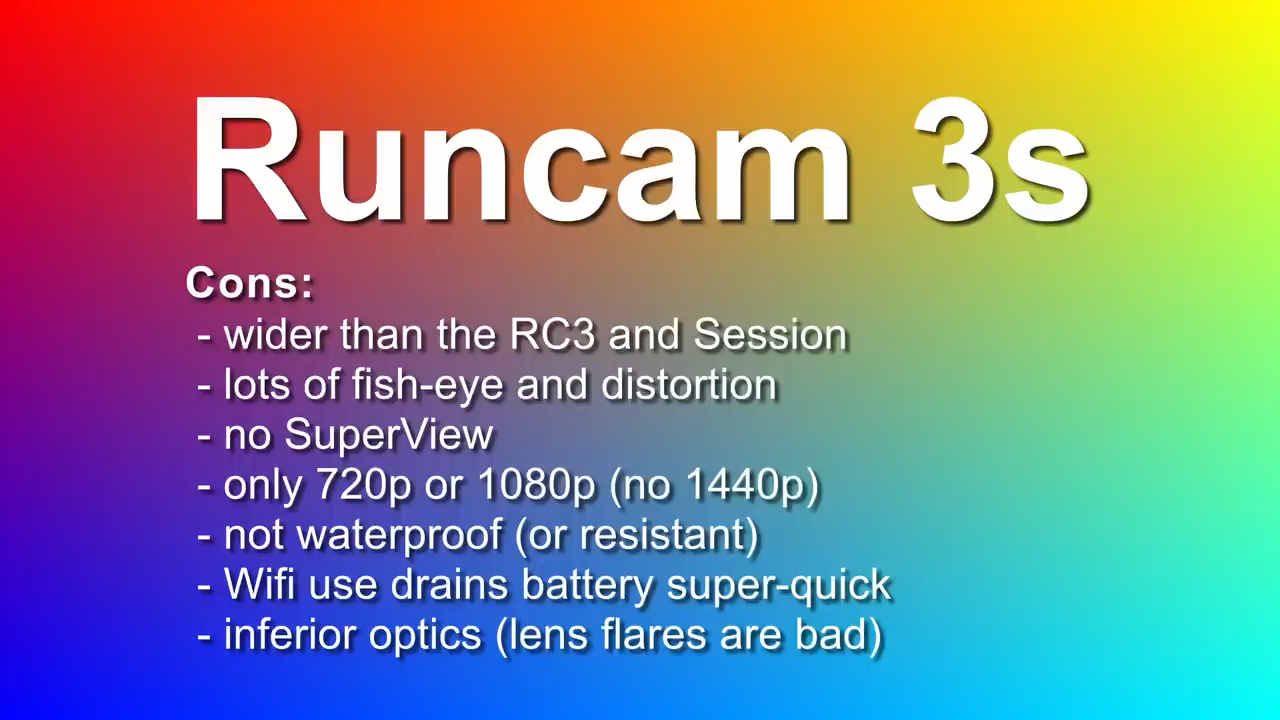 Runcam 3s
Cons:
- wider than the RC3 and Session
- lots of fish-eye and distortion
- no SuperView
- only 720p or 1080p (no 1440p)
- not waterproof (or resistant)
- Wifi use drains battery super-quick
- inferior optics (lens flares are bad)